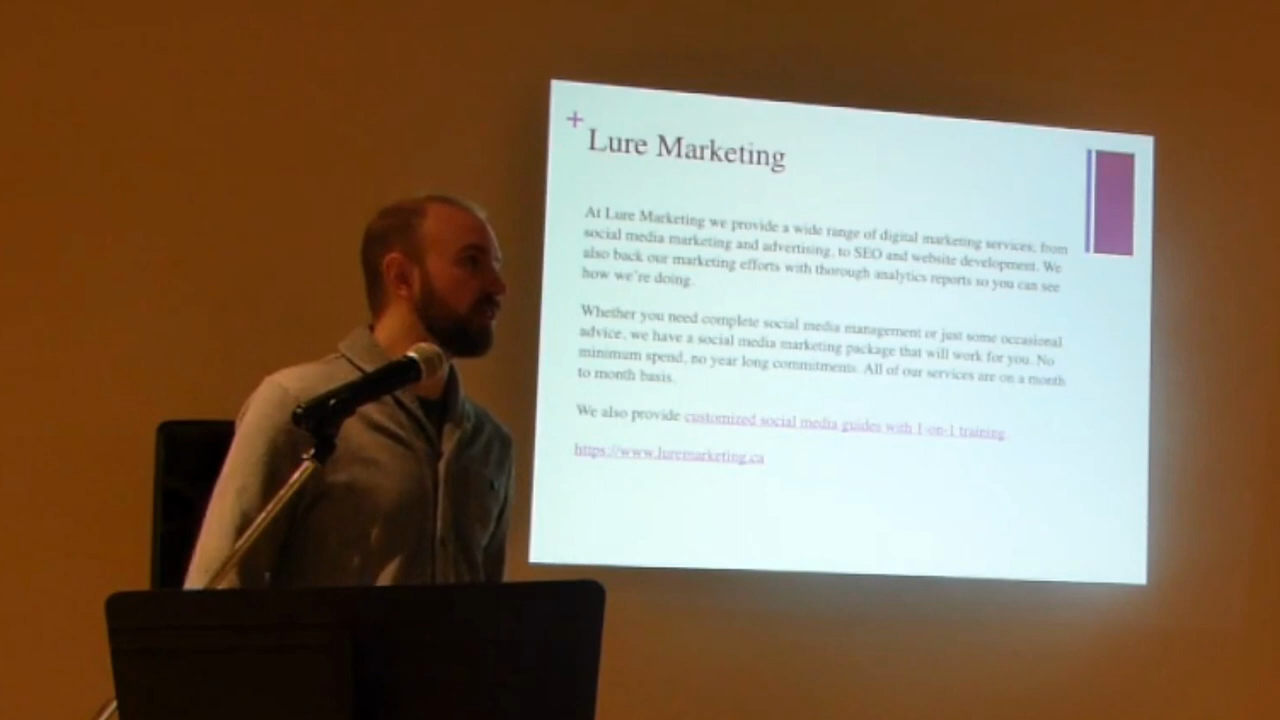 +
Lure Marketing
At Lure Marketing we provide a wide range of digital marketing services; from
social media marketing and advertising, to SEO and website development. We
also back our marketing efforts with thorough analytics reports so you can see
how we're doing.
Whether you need complete social media management or just some occasional
advice, we have a social media marketing package that will work for you. No
minimum spend, no year long commitments. All of our services are on a month
to month basis.
We also provide customized social media guides with 1-on-1 training
https://www.luremarketing.ca